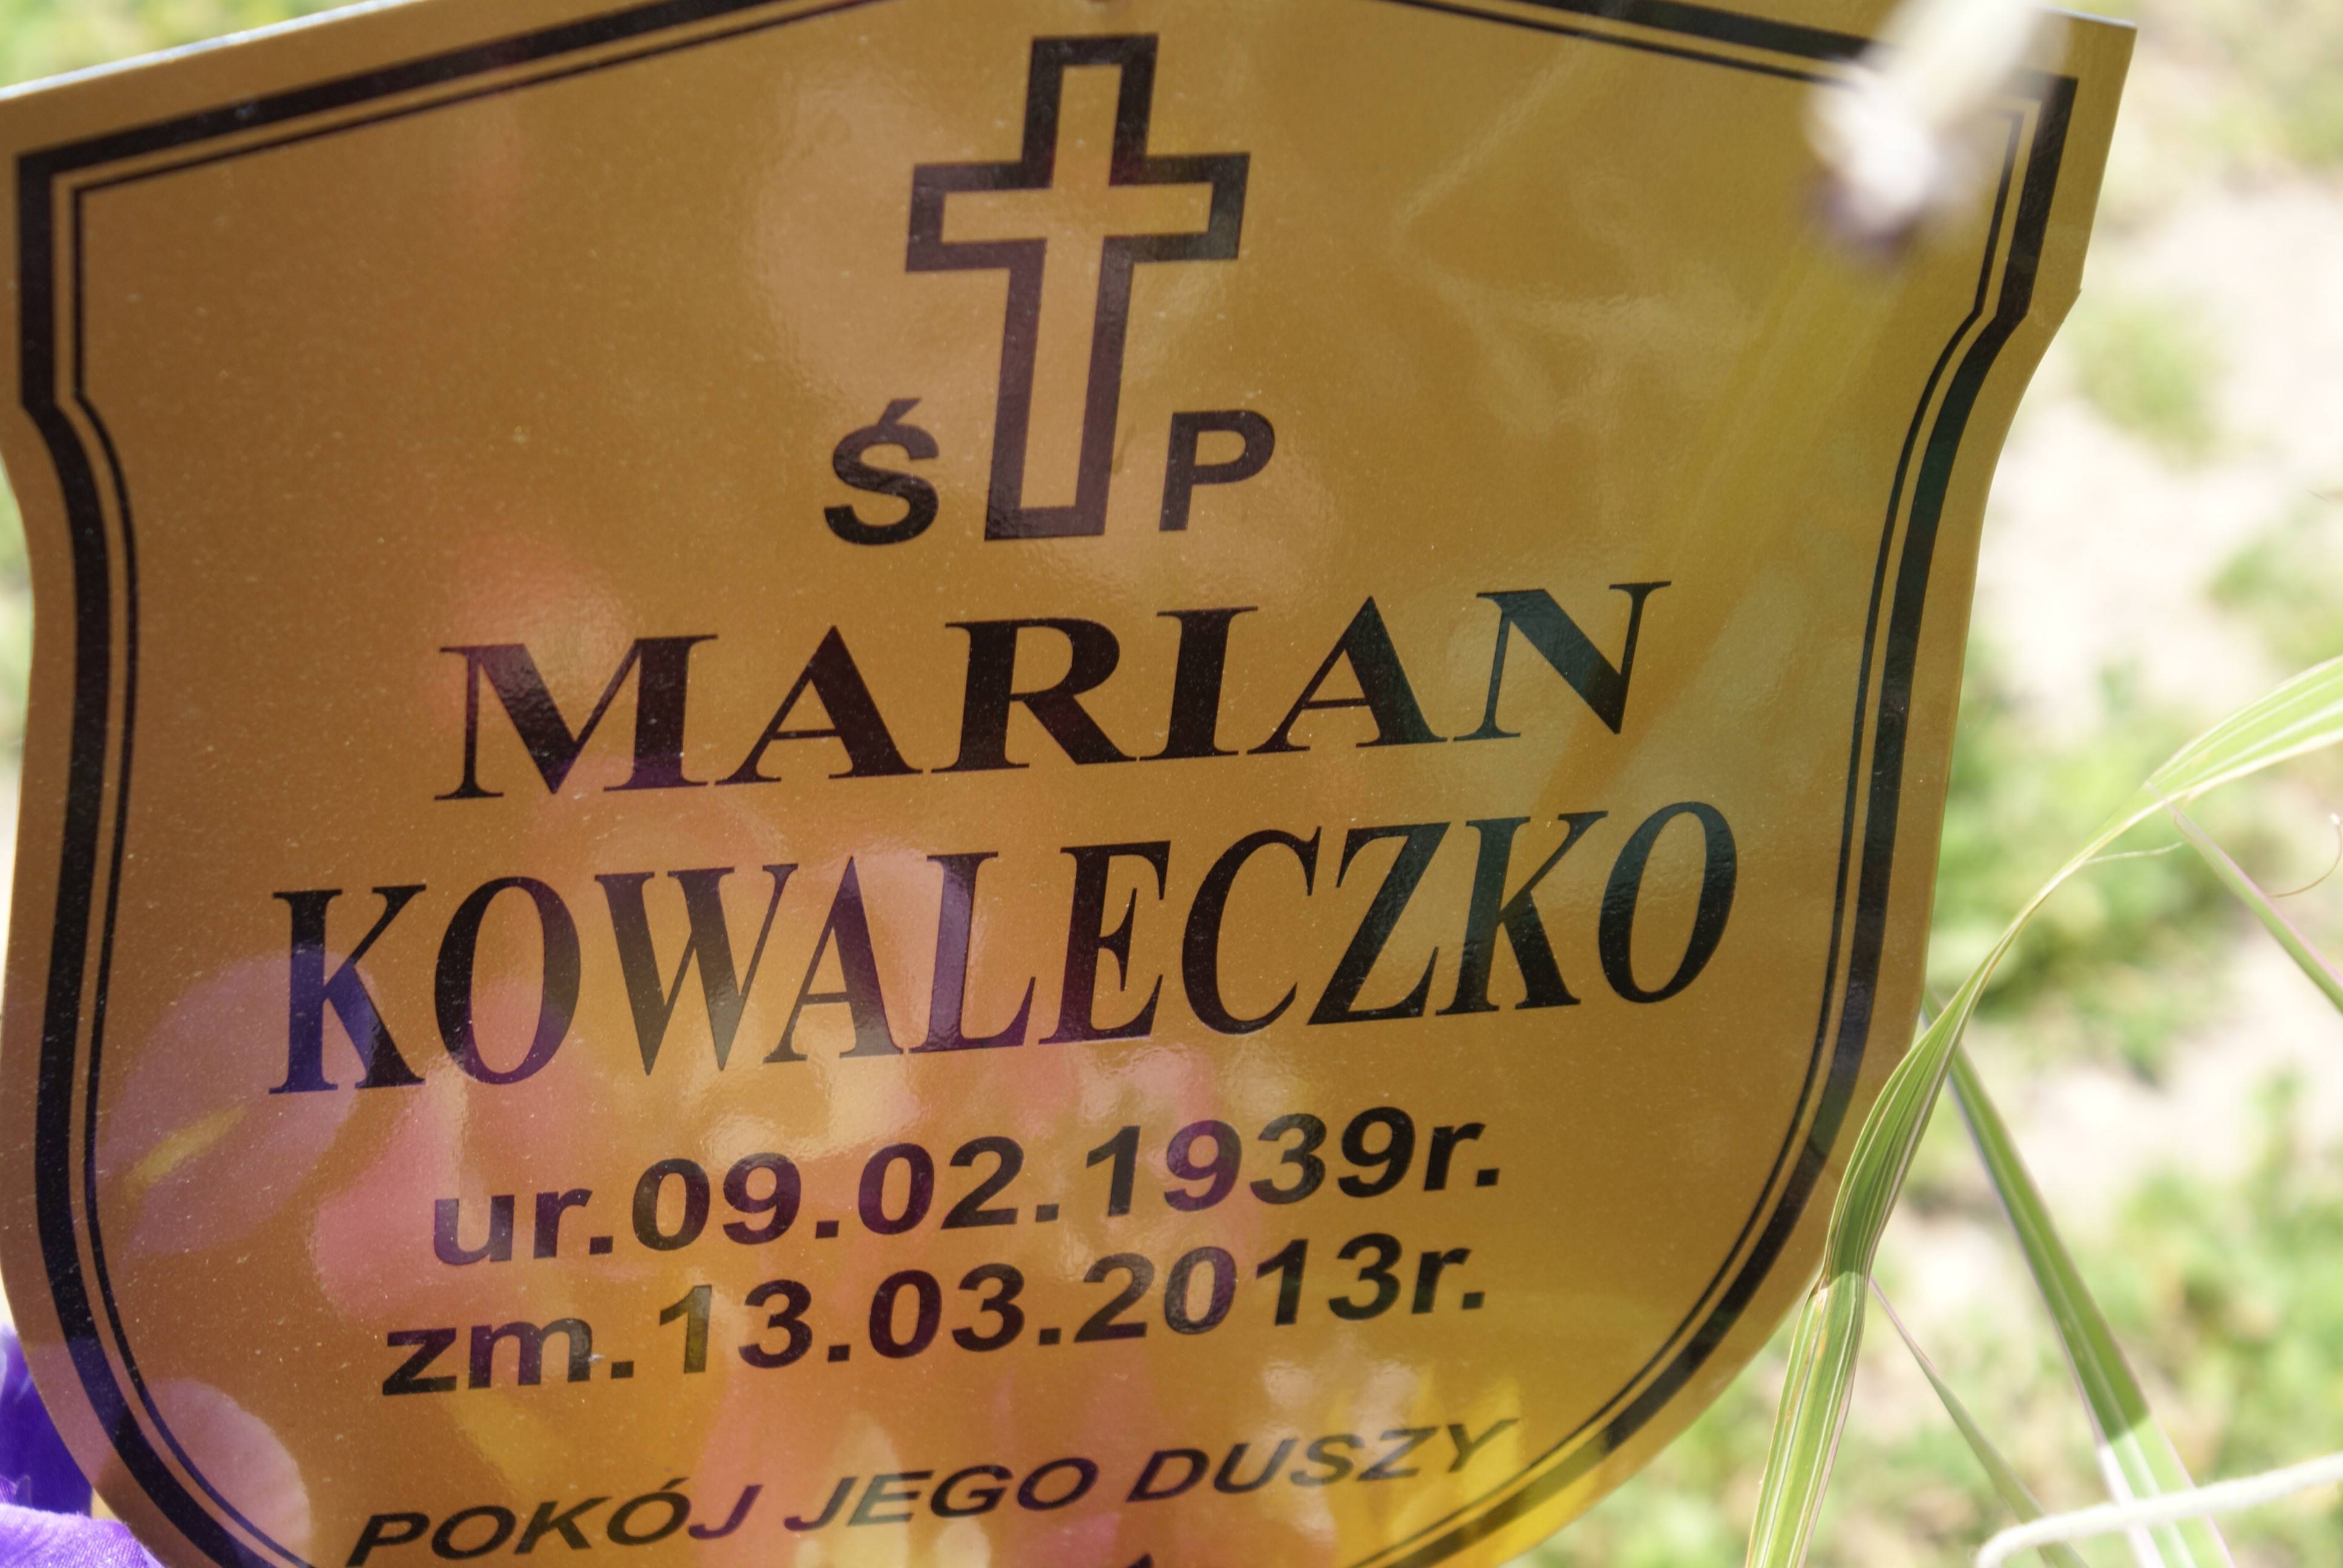 Ś P
MARIAN
KOWALECZKO
ur.09.02.1939r.
zm.13.03.2013r.
POKÓJ JEGO DUSZY